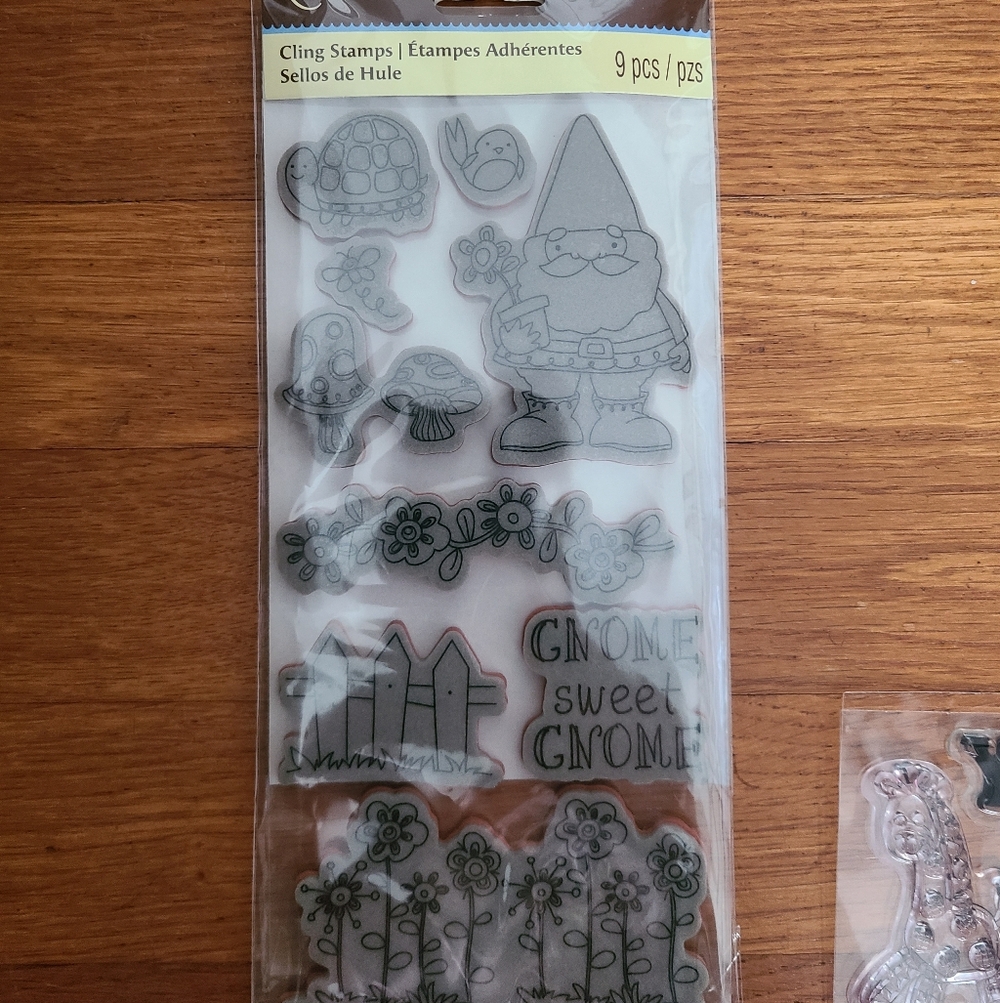 Cling Stamps | Étampes Adhérentes
Sellos de Hule
9 pcs / pzs
GNOME
sweet
GNOME